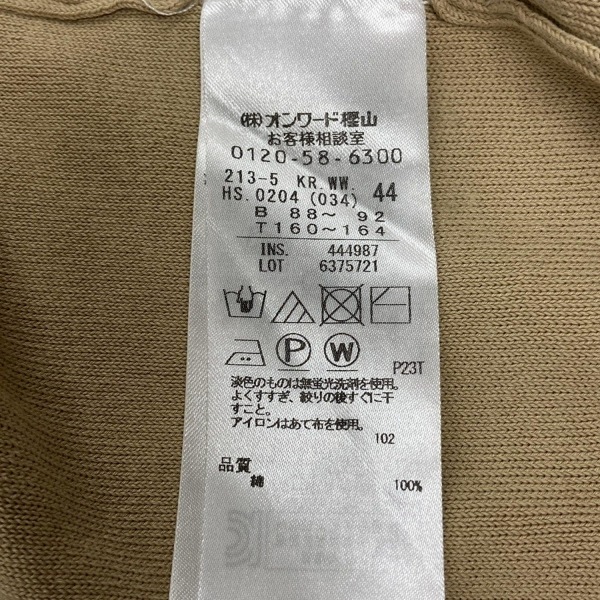 (株)オンワード樫山
お客様相談室
0120-58-6300
213-5 KR.WW.
HS.0204 (034) 44
B 88〜 92
T160〜164
INS. 444987
LOT 6375721
P W
P23T
淡色のものは無蛍光洗剤を使用。
よくすすぎ、絞りの後すぐに干
すこと。
アイロンはあて布を使用。
102
品質
綿 100%